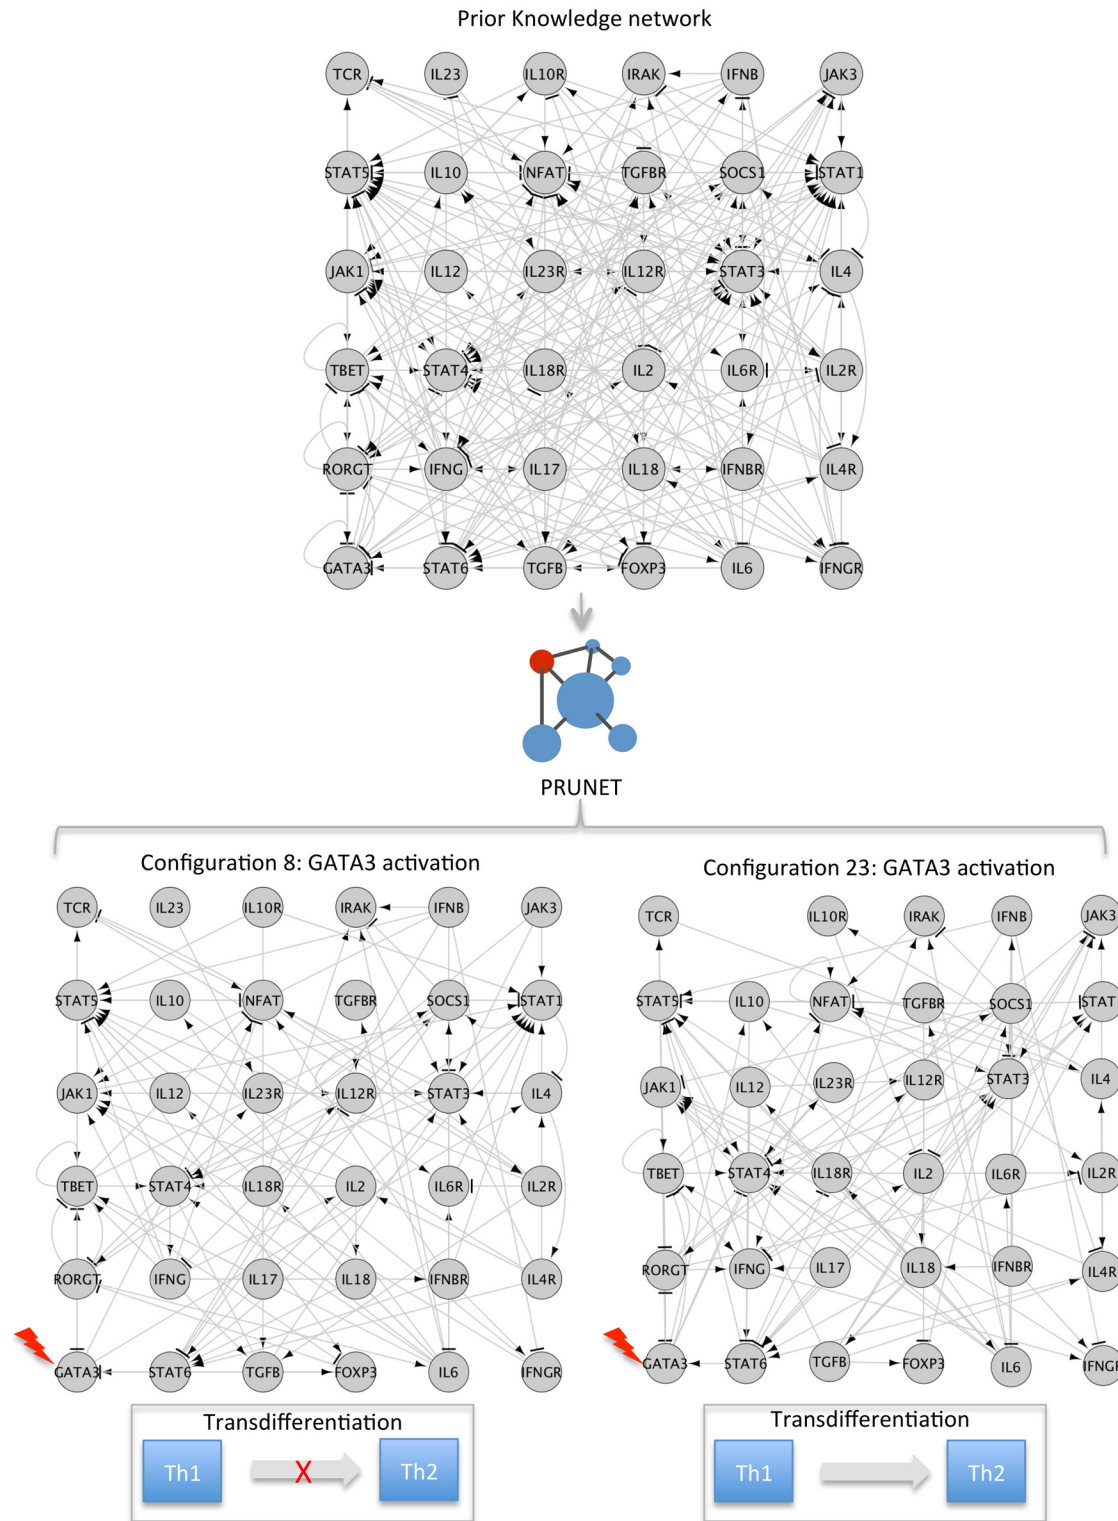 Prior Knowledge network
TCR IL23 IL10R IRAK IFNB JAK3
STAT5 IL10 NFAT TGFBR SOCS1 STAT1
JAK1 IL12 IL23R IL12R STAT3 IL4
TBET STAT4 IL18R IL2 IL6R IL2R
RORGT IFNG IL17 IL18 IFNBR IL4R
GATA3 STAT6 TGFB FOXP3 IL6 IFNGR
PRUNET
Configuration 8: GATA3 activation
TCR IL23 IL10R IRAK IFNB JAK3
STAT5 IL10 NFAT TGFBR SOCS1 STAT1
JAK1 IL12 IL23R IL12R STAT3 IL4
TBET STAT4 IL18R IL2 IL6R IL2R
RORGT IFNG IL17 IL18 IFNBR IL4R
GATA3 STAT6 TGFB FOXP3 IL6 IFNGR
Transdifferentiation
Th1 X Th2
Configuration 23: GATA3 activation
TCR IL10R IRAK IFNB JAK3
STAT5 IL10 NFAT TGFBR SOCS1 STAT
JAK1 IL12 IL23R IL12R STAT3 IL4
TBET STAT4 IL18R IL2 IL6R IL2R
RORGT IFNG IL17 IL18 IFNBR IL4R
GATA3 STAT6 TGFB FOXP3 IL6 IFNGR
Transdifferentiation
Th1 Th2